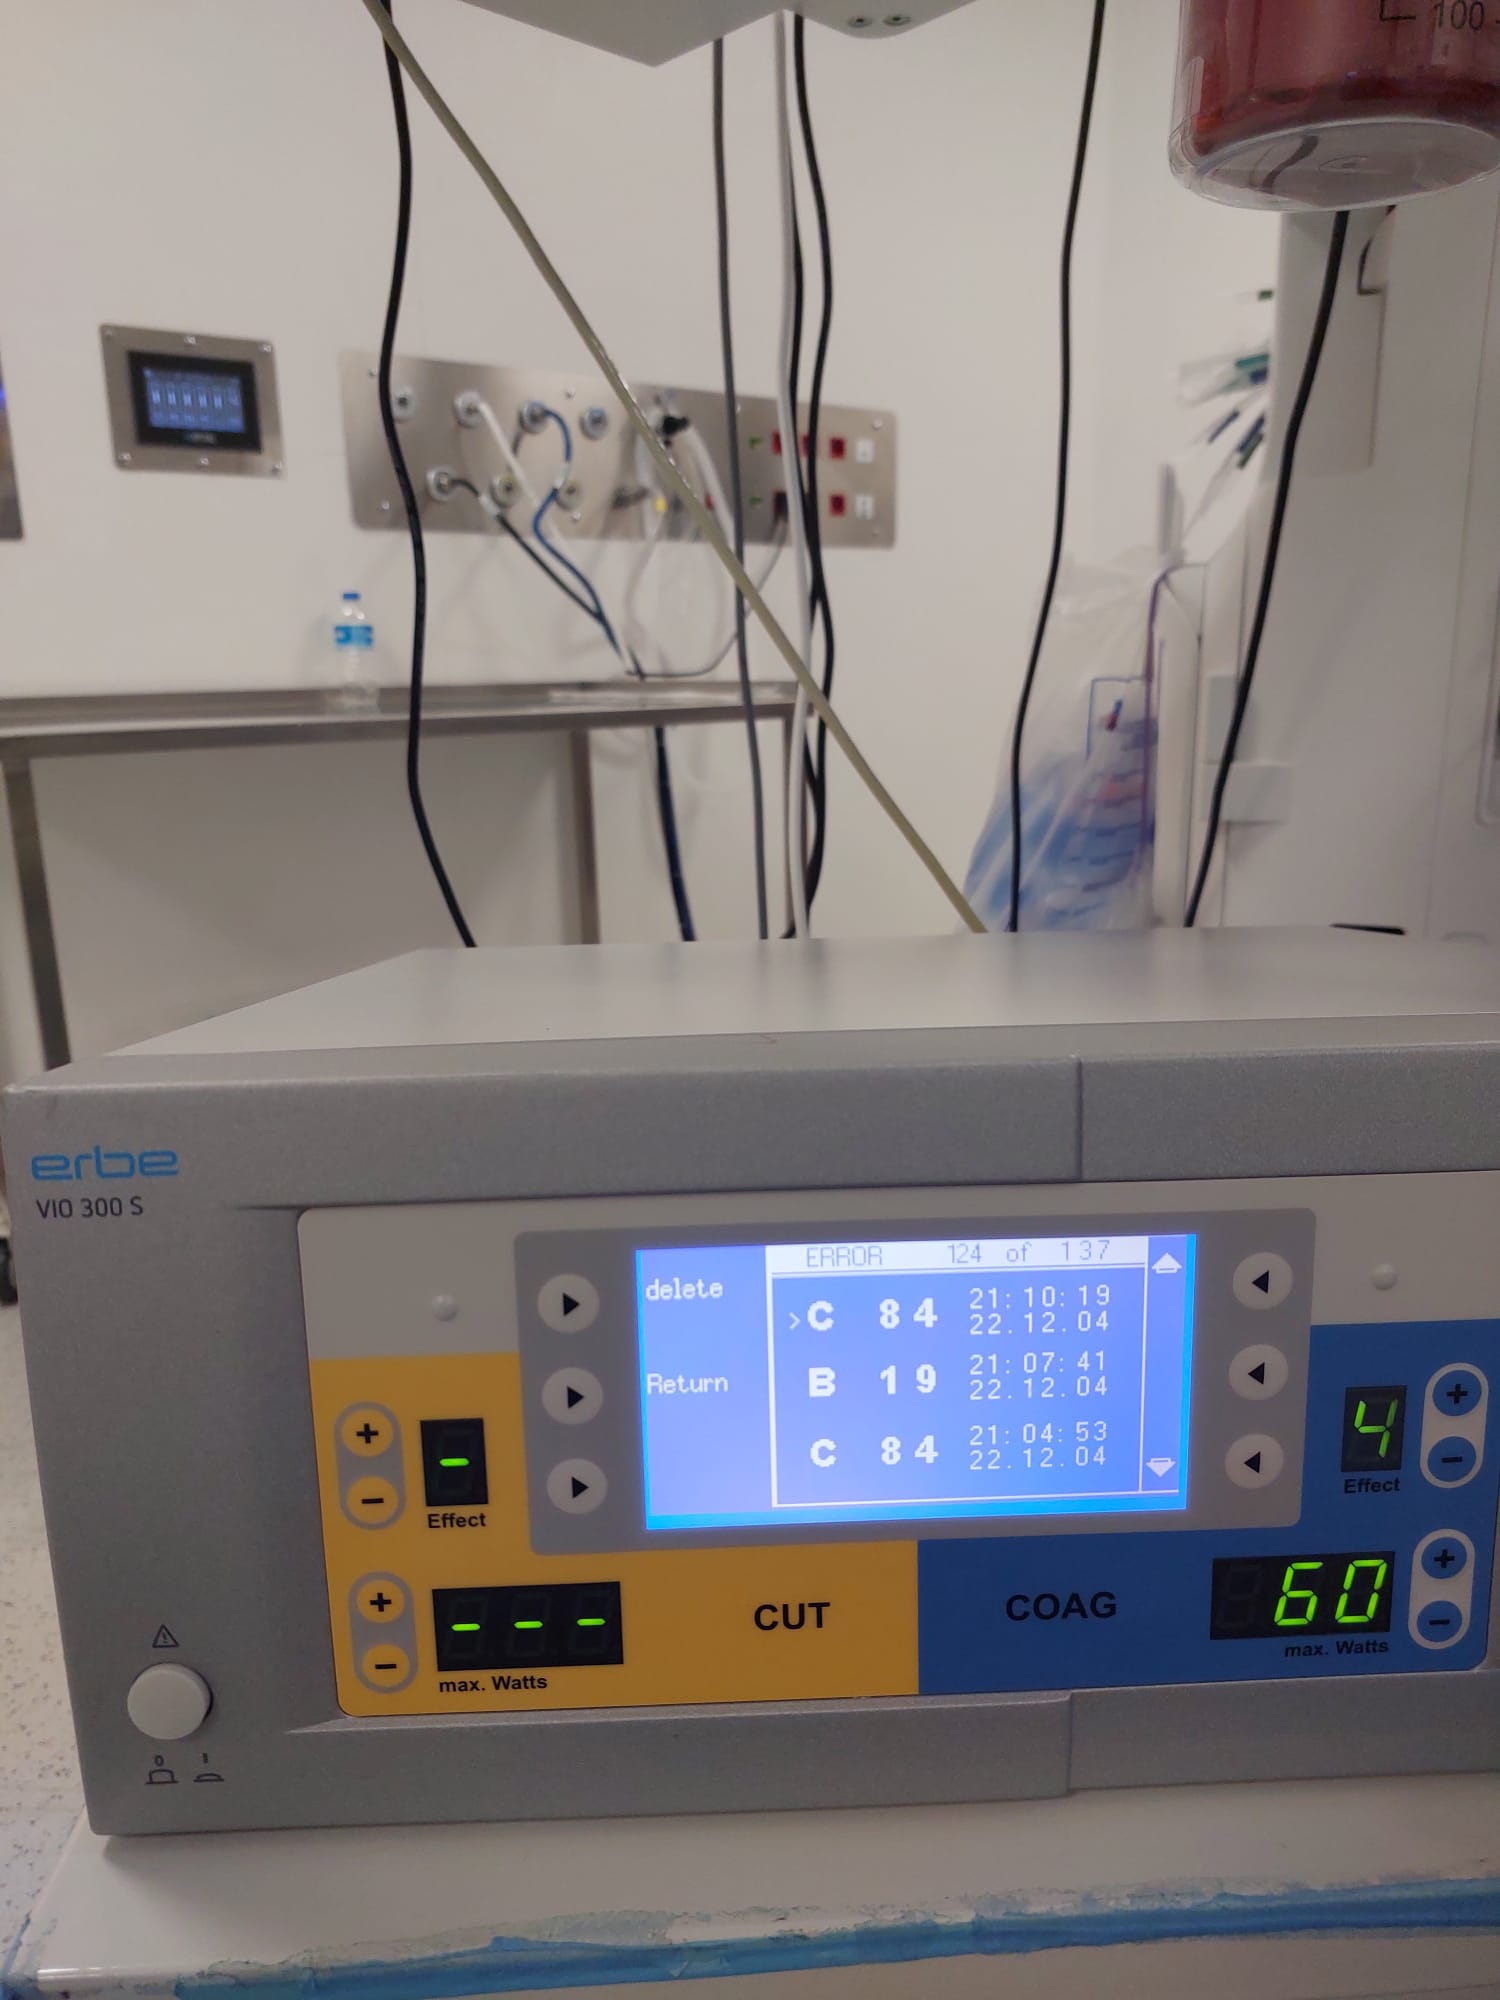 100
erbe
VIO 300 S
ERROR 124 of 137
delete
>C 84 21:10:19
22.12.04
Return
B 19 21:07:41
22.12.04
C 84 21:04:53
22.12.04
+
-
-
Effect
4
Effect
+
-
+
-
- - -
max. Watts
CUT
COAG
60
max. Watts
+
-
0 I